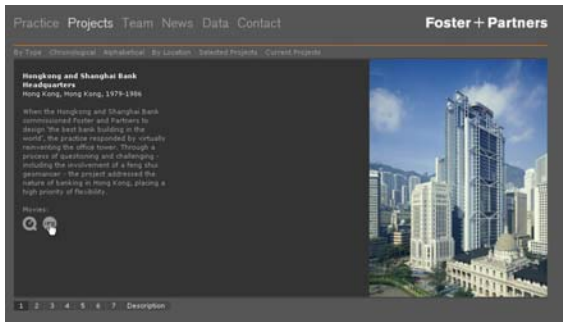 Practice Projects Team News Data Contact
Foster + Partners
By Type Chronological Alphabetical By Location Selected Projects Current Projects
Hongkong and Shanghai Bank
Headquarters
Hong Kong, Hong Kong, 1979-1986
When the Hongkong and Shanghai Bank
commissioned Foster and Partners to
design 'the best bank building in the
world', the practice responded by virtually
reinventing the office tower. Through a
process of questioning and challenging -
including the involvement of a feng shui
geomancer - the project addressed the
nature of banking in Hong Kong, placing a
high priority of flexibility.
Movies:
1 2 3 4 5 6 7 Description